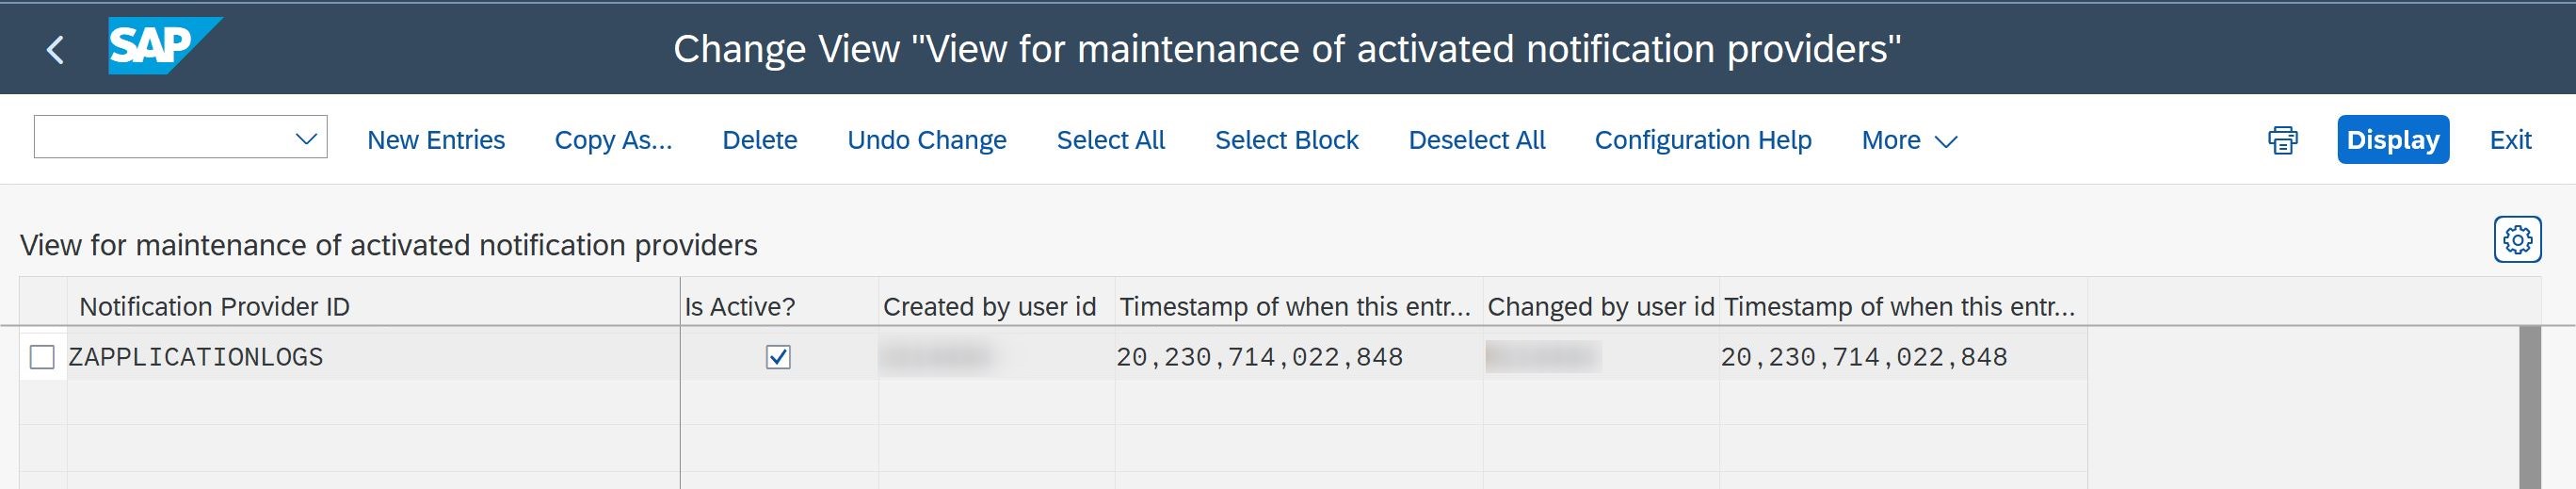 SAP Change View "View for maintenance of activated notification providers"
New Entries Copy As... Delete Undo Change Select All Select Block Deselect All Configuration Help More Display Exit
View for maintenance of activated notification providers
Notification Provider ID Is Active? Created by user id Timestamp of when this entr... Changed by user id Timestamp of when this entr...
ZAPPLICATIONLOGS 20,230,714,022,848 20,230,714,022,848